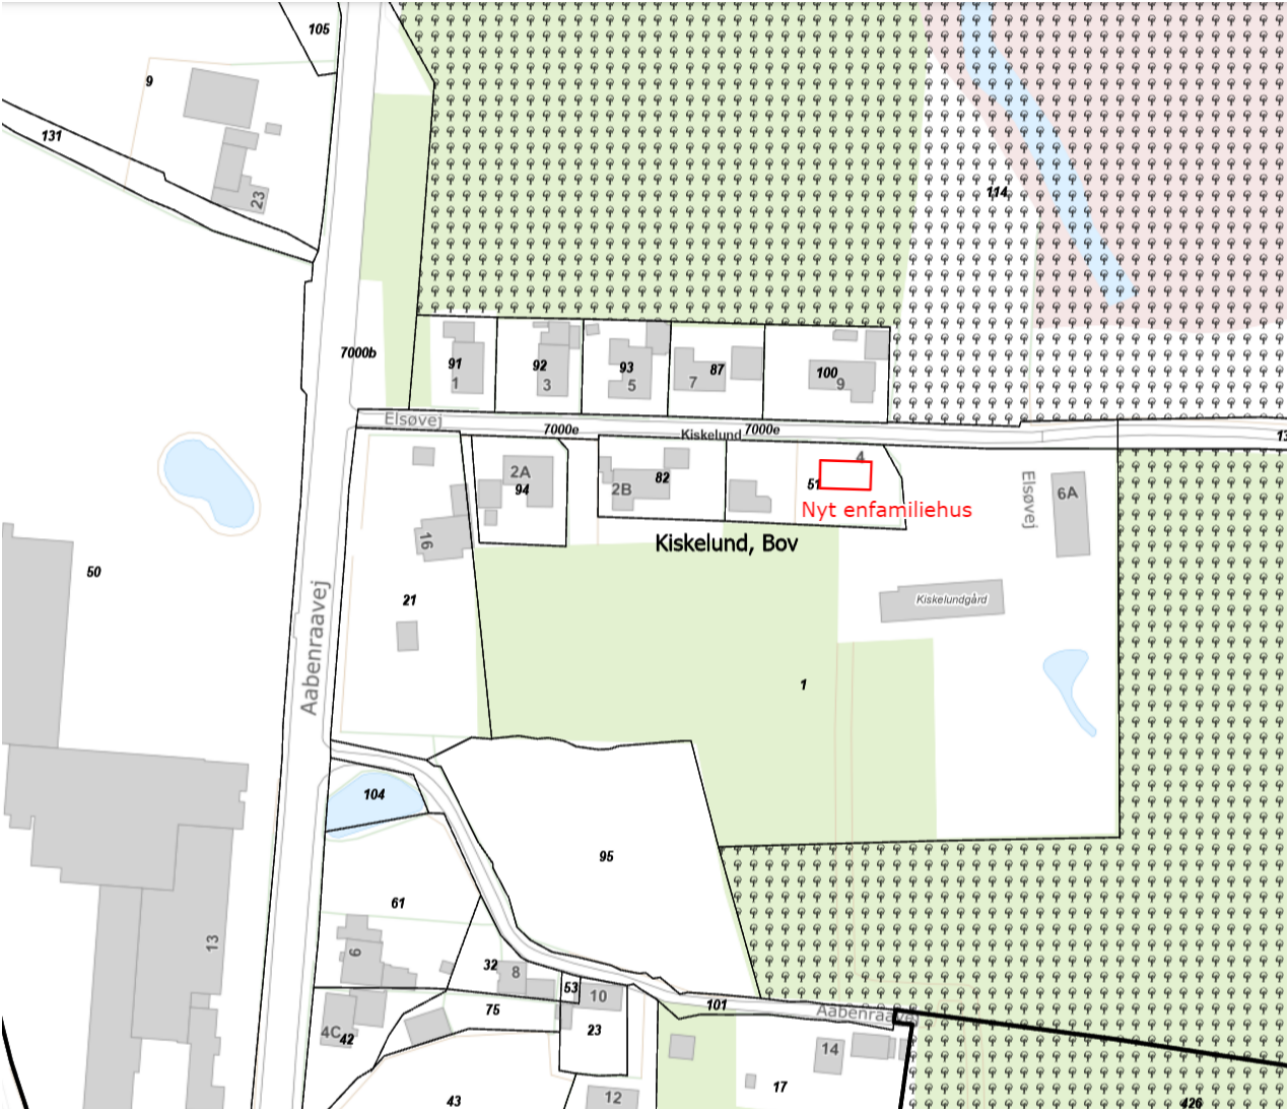 105
9
131
23
114
7000b
91
1
92
3
93
5
87
7
100
9
Elsøvej
7000e
Kiskelund
7000e
13
2A
94
82
2B
4
51
Nyt enfamiliehus
Elsøvej
6A
Kiskelund, Bov
16
50
21
Kiskelundgård
Aabenraavej
1
104
95
61
13
6
32
8
53
10
101
Aabenraavej
75
23
4C
42
14
17
43
12
426